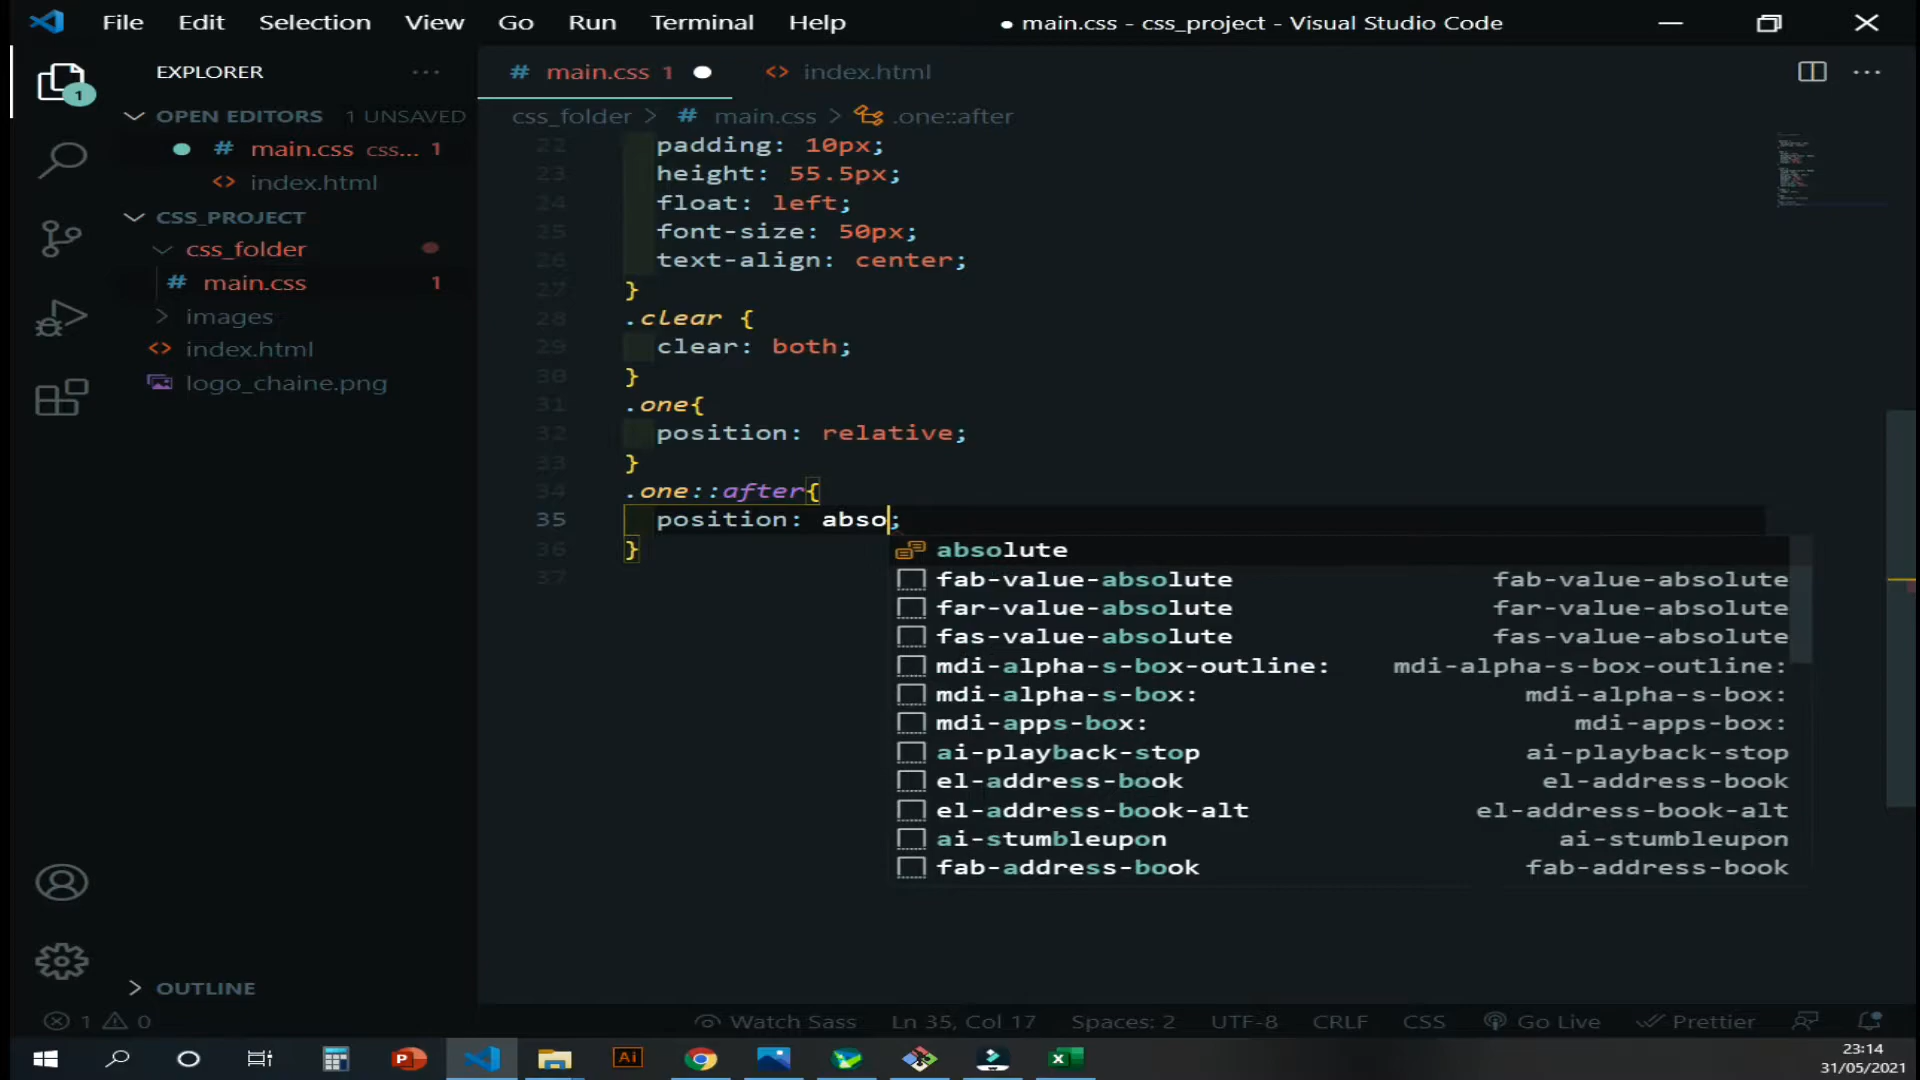 File Edit Selection View Go Run Terminal Help ● main.css - css_project - Visual Studio Code
EXPLORER ···
# main.css 1 ● <> index.html ···
OPEN EDITORS 1 UNSAVED
css_folder > # main.css > .one::after
● # main.css css... 1
<> index.html
CSS_PROJECT
css_folder
# main.css 1
images
<> index.html
logo_chaine.png
22 padding: 10px;
23 height: 55.5px;
24 float: left;
25 font-size: 50px;
26 text-align: center;
27 }
28 .clear {
29 clear: both;
30 }
31 .one{
32 position: relative;
33 }
34 .one::after{
35 position: abso;
36 }
37
absolute
fab-value-absolute fab-value-absolute
far-value-absolute far-value-absolute
fas-value-absolute fas-value-absolute
mdi-alpha-s-box-outline: mdi-alpha-s-box-outline:
mdi-alpha-s-box: mdi-alpha-s-box:
mdi-apps-box: mdi-apps-box:
ai-playback-stop ai-playback-stop
el-address-book el-address-book
el-address-book-alt el-address-book-alt
ai-stumbleupon ai-stumbleupon
fab-address-book fab-address-book
1
OUTLINE
1 0 Watch Sass Ln 35, Col 17 Spaces: 2 UTF-8 CRLF CSS Go Live Prettier
P Ai X
23:14
31/05/2021